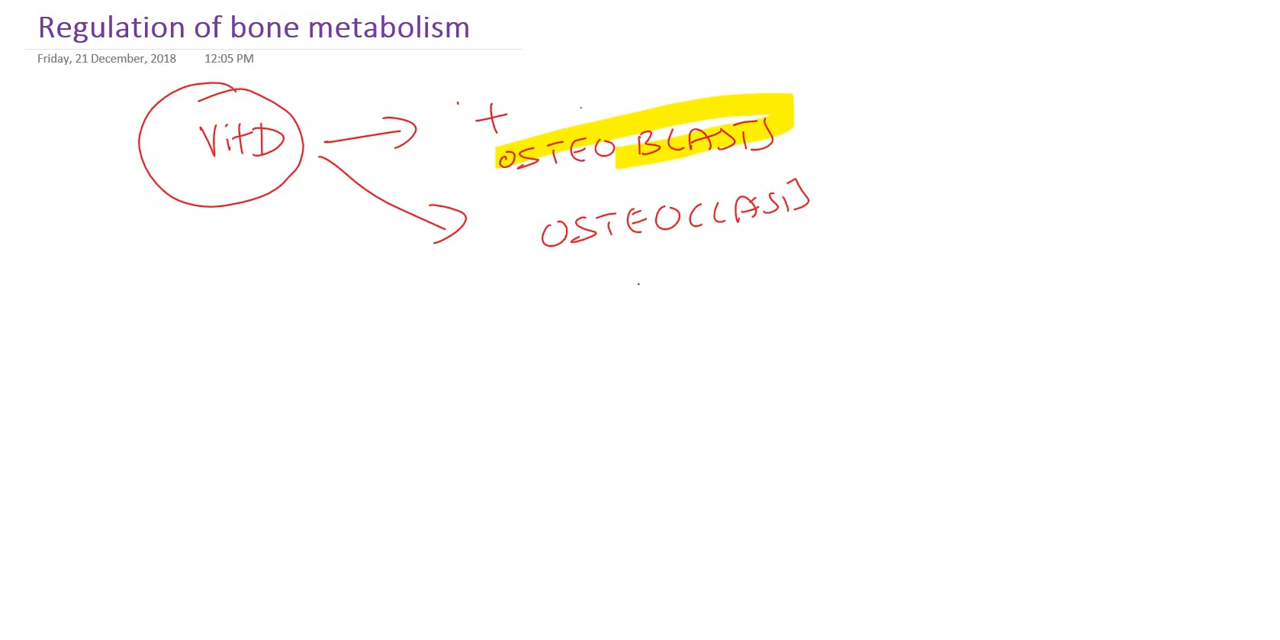 Regulation of bone metabolism
Friday, 21 December, 2018 12:05 PM
VitD
+
OSTEOBLASTS
OSTEOCLASTS